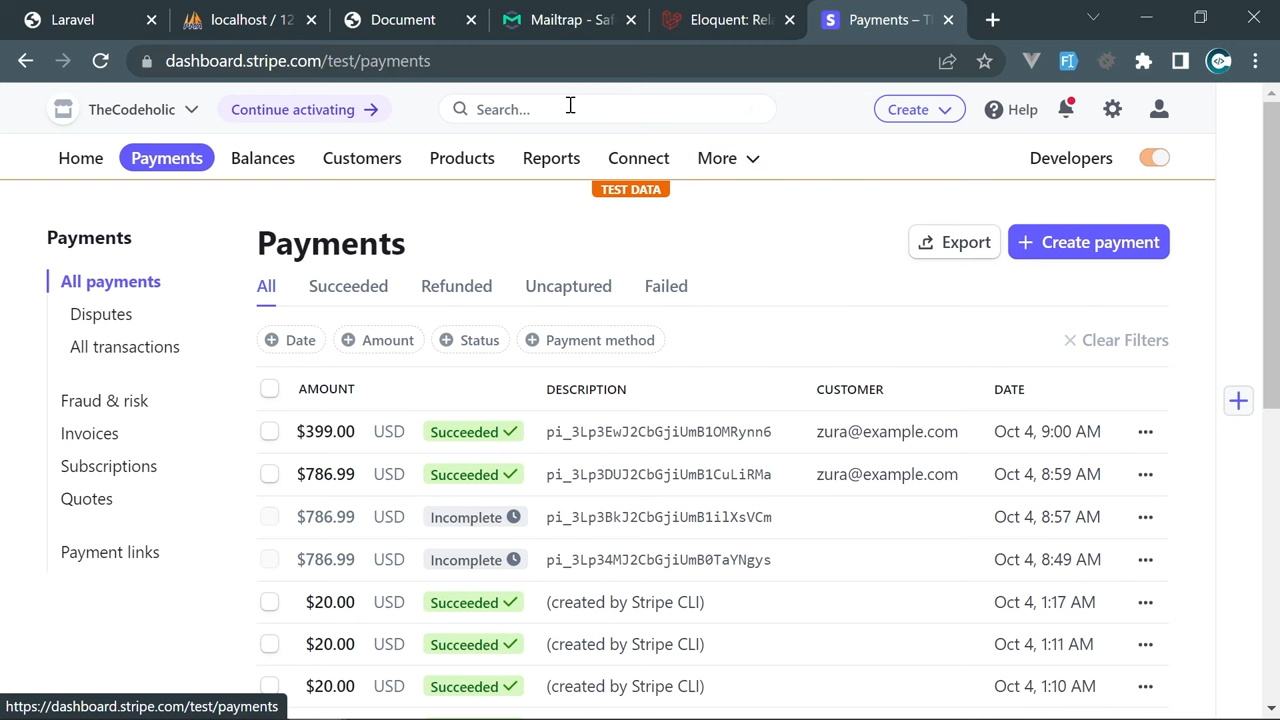 Laravel
localhost / 12
Document
Mailtrap - Saf
Eloquent: Rela
Payments – Th
dashboard.stripe.com/test/payments
TheCodeholic
Continue activating →
Search...
Create
Help
Home
Payments
Balances
Customers
Products
Reports
Connect
More
Developers
TEST DATA
Payments
All payments
Disputes
All transactions
Fraud & risk
Invoices
Subscriptions
Quotes
Payment links
Payments
Export
+ Create payment
All
Succeeded
Refunded
Uncaptured
Failed
Date
Amount
Status
Payment method
Clear Filters
AMOUNT DESCRIPTION CUSTOMER DATE
$399.00 USD Succeeded pi_3Lp3EwJ2CbGjiUmB1OMRynn6 zura@example.com Oct 4, 9:00 AM
$786.99 USD Succeeded pi_3Lp3DUJ2CbGjiUmB1CuLiRMa zura@example.com Oct 4, 8:59 AM
$786.99 USD Incomplete pi_3Lp3BkJ2CbGjiUmB1ilXsVCm Oct 4, 8:57 AM
$786.99 USD Incomplete pi_3Lp34MJ2CbGjiUmB0TaYNgys Oct 4, 8:49 AM
$20.00 USD Succeeded (created by Stripe CLI) Oct 4, 1:17 AM
$20.00 USD Succeeded (created by Stripe CLI) Oct 4, 1:11 AM
$20.00 USD Succeeded (created by Stripe CLI) Oct 4, 1:10 AM
https://dashboard.stripe.com/test/payments